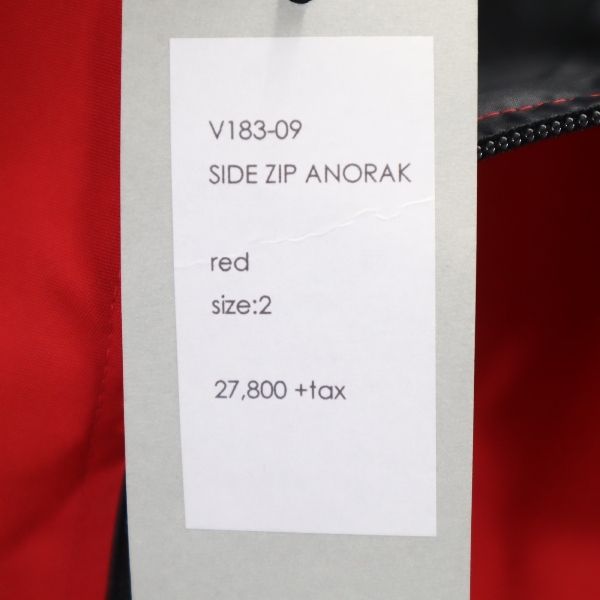 V183-09
SIDE ZIP ANORAK
red
size:2
27,800 +tax